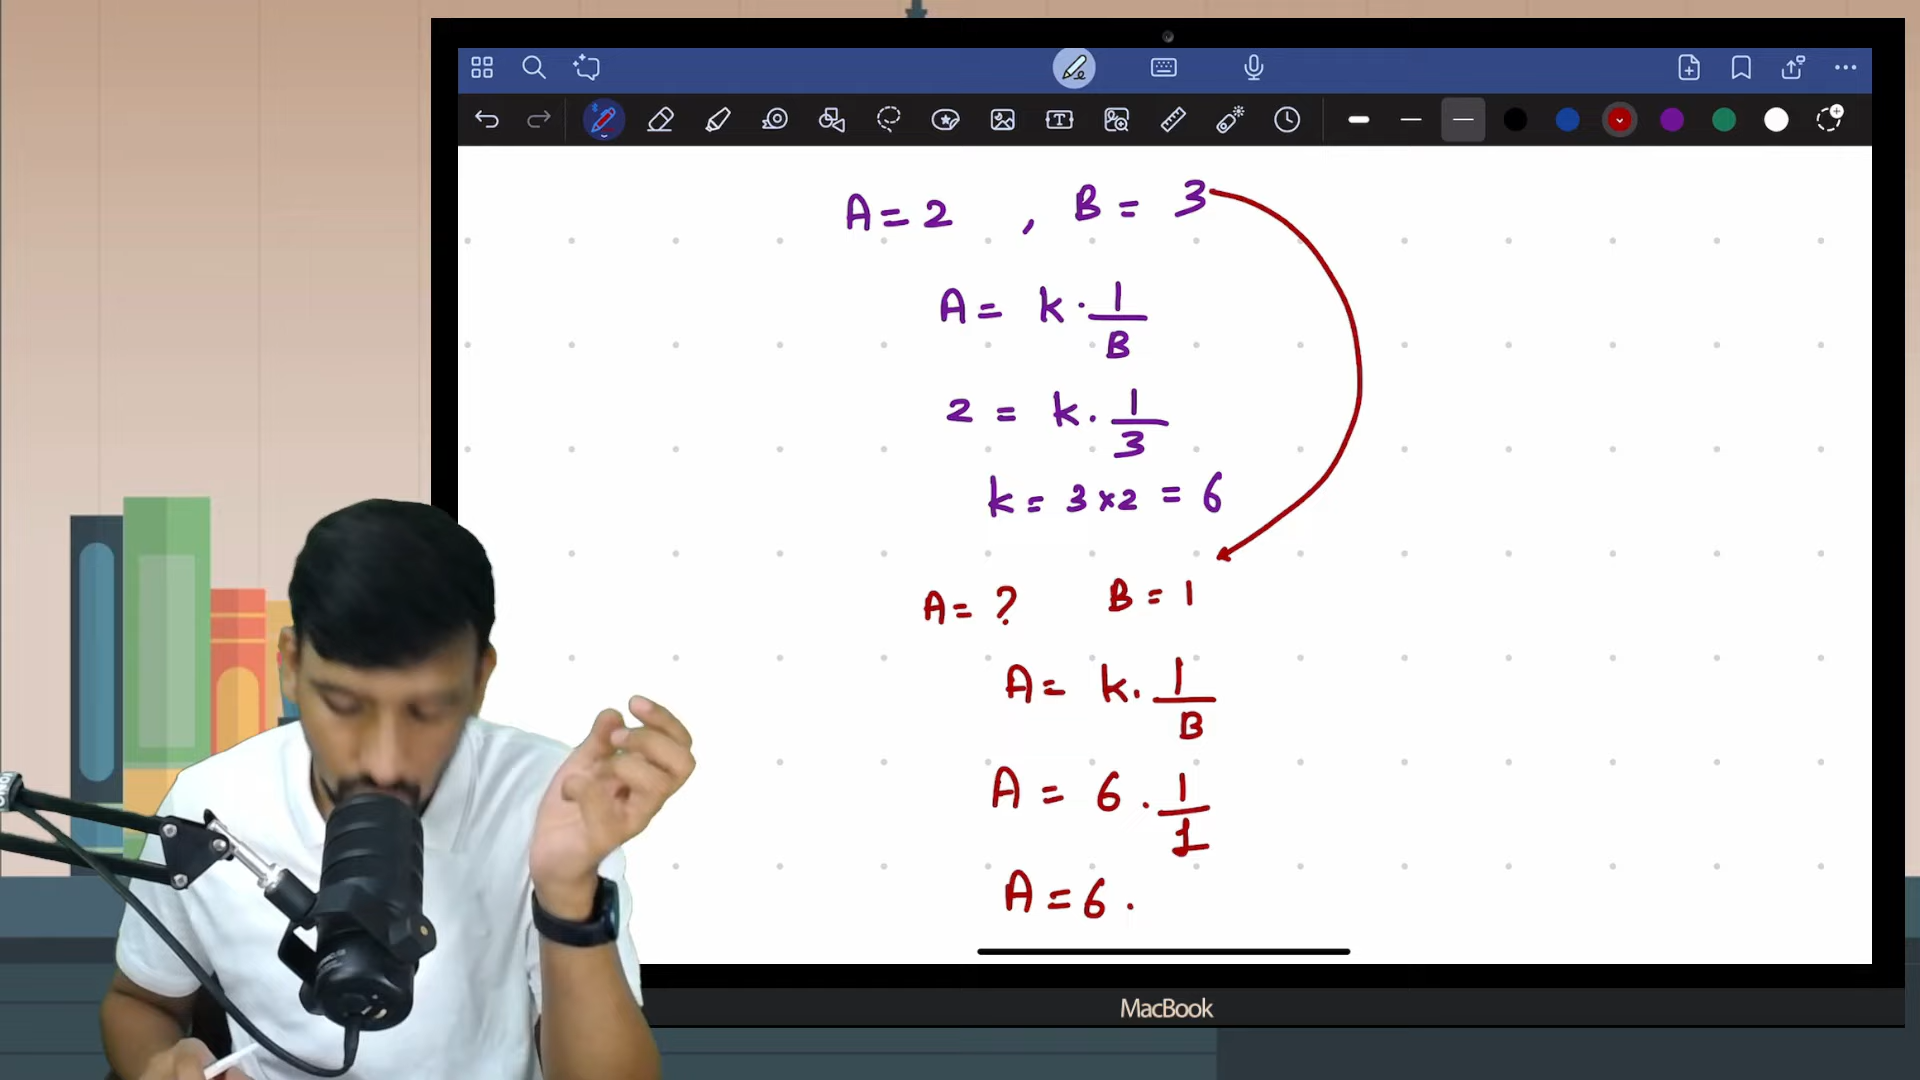 A = 2 , B = 3
A = k · 1/B
2 = k · 1/3
k = 3 × 2 = 6
A = ? B = 1
A = k · 1/B
A = 6 · 1/1
A = 6 .
MacBook